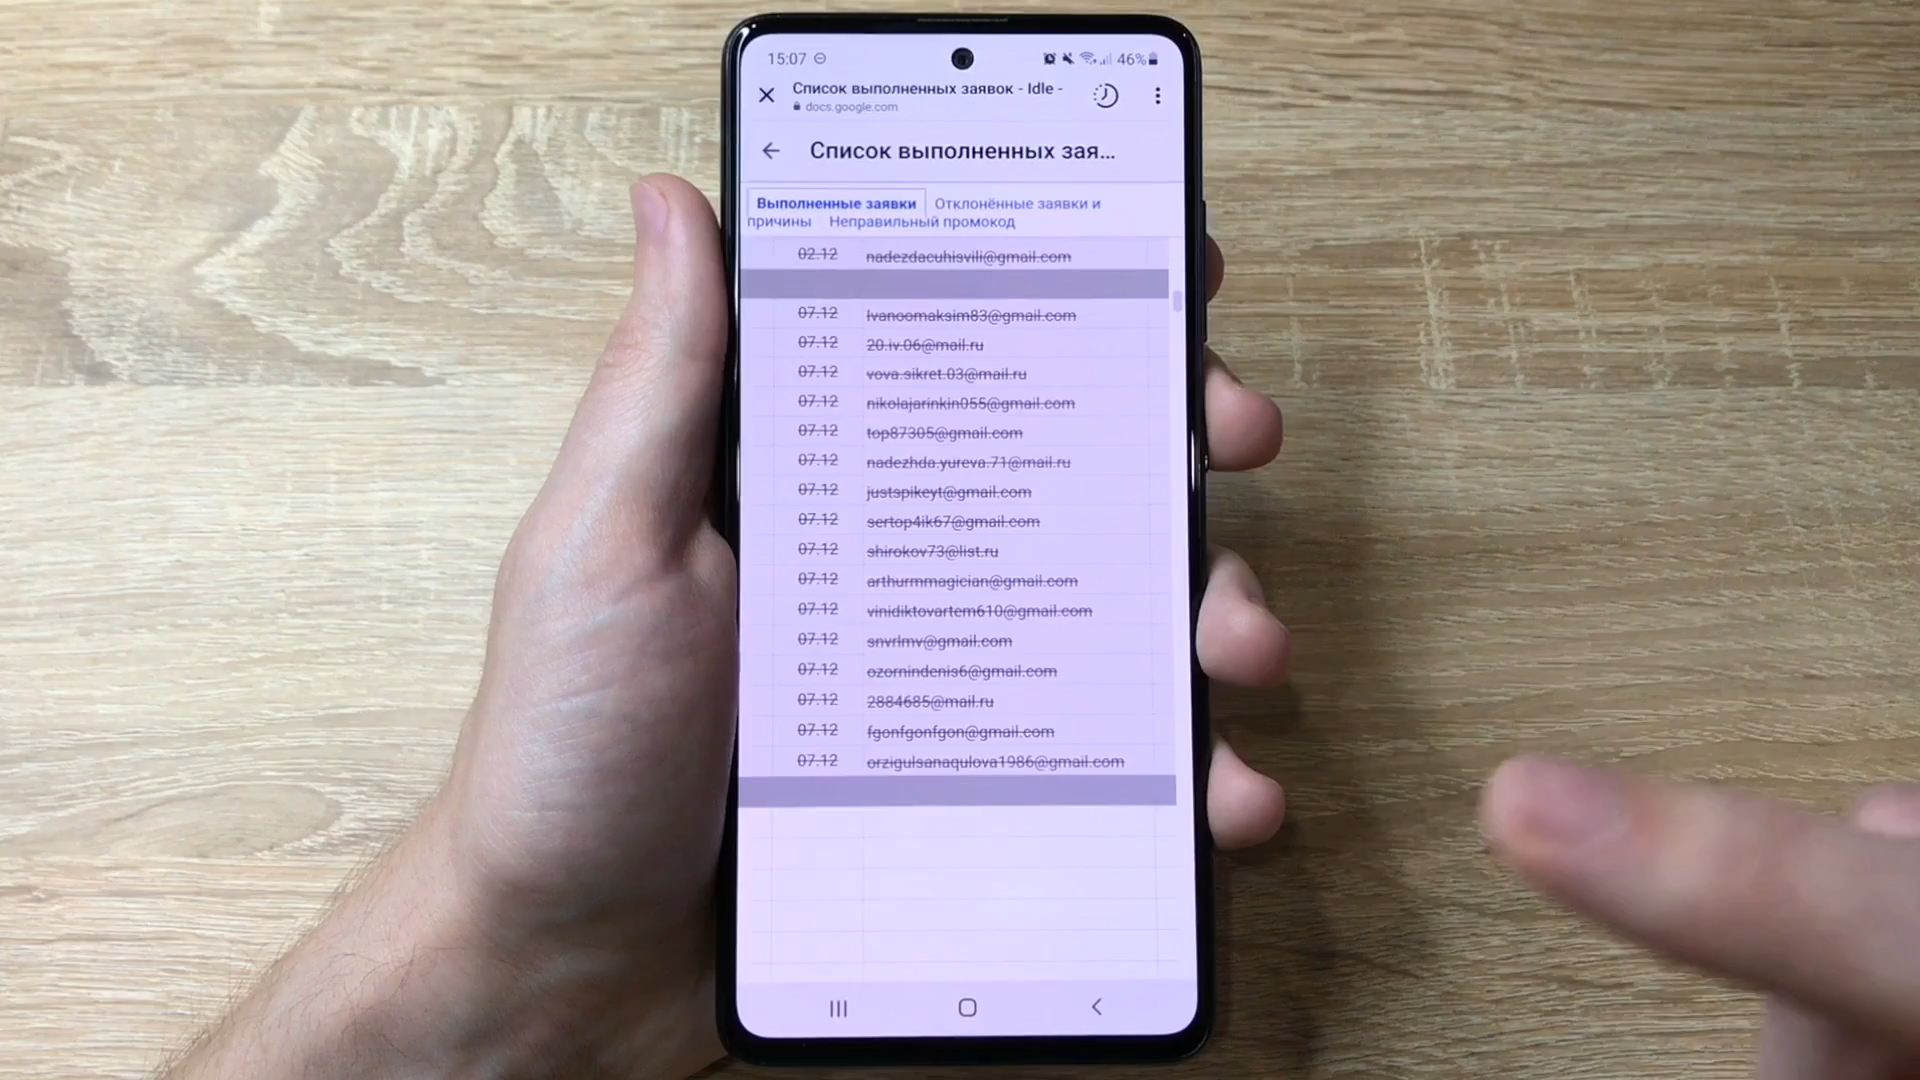 15:07 46%
Список выполненных заявок - Idle -
docs.google.com
Список выполненных зая...
Выполненные заявки Отклонённые заявки и
причины Неправильный промокод
02.12 nadezdacuhisvili@gmail.com
07.12 Ivanoomaksim83@gmail.com
07.12 20.iv.06@mail.ru
07.12 vova.sikret.03@mail.ru
07.12 nikolajarinkin055@gmail.com
07.12 top87305@gmail.com
07.12 nadezhda.yureva.71@mail.ru
07.12 justspikeyt@gmail.com
07.12 sertop4ik67@gmail.com
07.12 shirokov73@list.ru
07.12 arthurmmagician@gmail.com
07.12 vinidiktovartem610@gmail.com
07.12 snvrlmv@gmail.com
07.12 ozornindenis6@gmail.com
07.12 2884685@mail.ru
07.12 fgonfgonfgon@gmail.com
07.12 orzigulsanaqulova1986@gmail.com